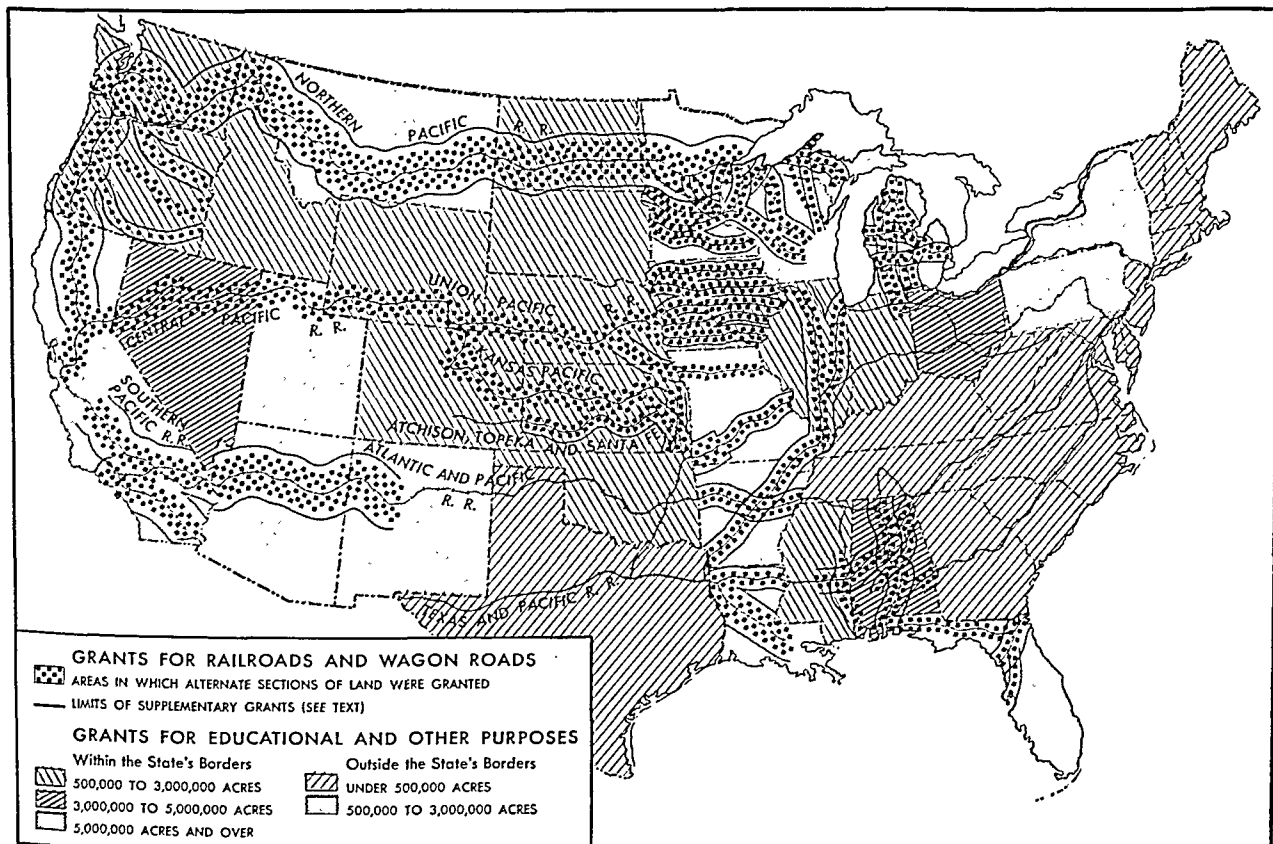 NORTHERN
PACIFIC R. R.
UNION PACIFIC
R. R.
CENTRAL PACIFIC
R. R.
KANSAS PACIFIC
SOUTHERN
PACIFIC R. R.
ATCHISON, TOPEKA AND SANTA FE
ATLANTIC AND PACIFIC
R. R.
TEXAS AND PACIFIC R. R.
GRANTS FOR RAILROADS AND WAGON ROADS
AREAS IN WHICH ALTERNATE SECTIONS OF LAND WERE GRANTED
LIMITS OF SUPPLEMENTARY GRANTS (SEE TEXT)
GRANTS FOR EDUCATIONAL AND OTHER PURPOSES
Within the State's Borders
500,000 TO 3,000,000 ACRES
3,000,000 TO 5,000,000 ACRES
5,000,000 ACRES AND OVER
Outside the State's Borders
UNDER 500,000 ACRES
500,000 TO 3,000,000 ACRES